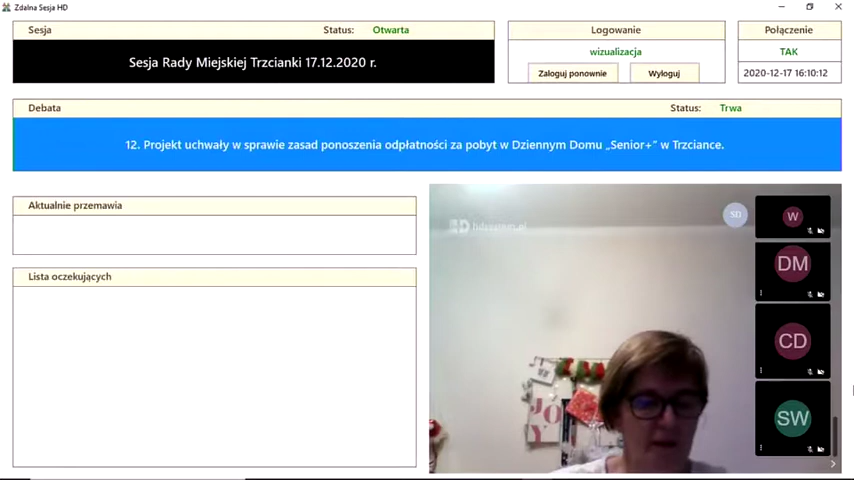 Zdalna Sesja HD
Sesja
Status: Otwarta
Sesja Rady Miejskiej Trzcianki 17.12.2020 r.
Logowanie
wizualizacja
Zaloguj ponownie
Wyloguj
Połączenie
TAK
2020-12-17 16:10:12
Debata
Status: Trwa
12. Projekt uchwały w sprawie zasad ponoszenia odpłatności za pobyt w Dziennym Domu „Senior+" w Trzciance.
Aktualnie przemawia
Lista oczekujących
SD
W
DM
CD
SW
JOY